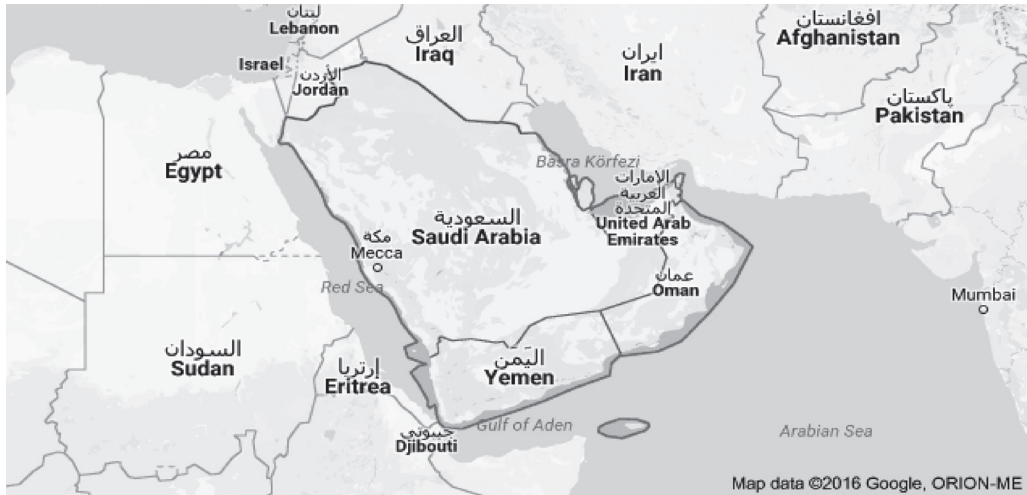 لبنان
Lebanon
Israel
الأردن
Jordan
العراق
Iraq
ايران
Iran
افغانستان
Afghanistan
پاکستان
Pakistan
مصر
Egypt
Basra Körfezi
الامارات
العربية
المتحدة
United Arab
Emirates
السعودية
Saudi Arabia
مكة
Mecca
Red Sea
عمان
Oman
Mumbai
السودان
Sudan
إرتريا
Eritrea
اليَمَن
Yemen
جيبوتي
Djibouti
Gulf of Aden
Arabian Sea
Map data ©2016 Google, ORION-ME